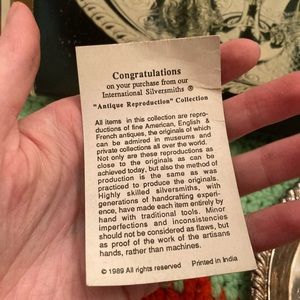 Congratulations
on your purchase from our
International Silversmiths ®
"Antique Reproduction" Collection
All items in this collection are repro-
ductions of fine American, English &
French antiques, the originals of which
can be admired in museums and
private collections all over the world.
Not only are these reproductions as
close to the originals as can be
achieved today, but also the method of
production is the same as was
practiced to produce the originals.
Highly skilled silversmiths, with
generations of handcrafting experi-
ence, have made each item entirely by
hand with traditional tools. Minor
imperfections and inconsistencies
should not be considered as flaws, but
as proof of the work of the artisans
hands, rather than machines.
© 1989 All rights reserved Printed in India